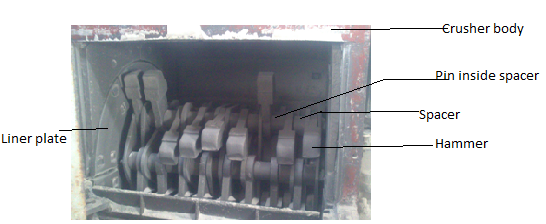 Crusher body
Pin inside spacer
Spacer
Liner plate
Hammer